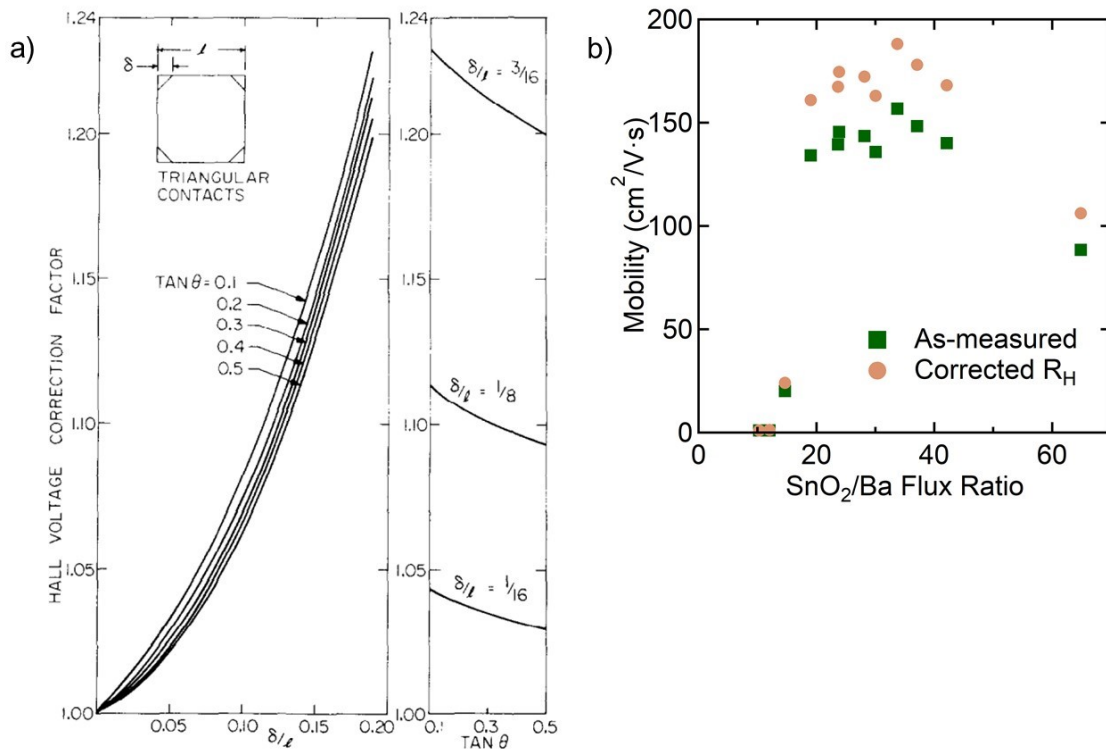 a)
HALL VOLTAGE CORRECTION FACTOR
1.24
1.20
1.15
1.10
1.05
1.00
0.05
0.10
0.15
0.20
δ/ℓ
δ
ℓ
TRIANGULAR
CONTACTS
TAN θ = 0.1
0.2
0.3
0.4
0.5
1.24
1.20
1.15
1.10
1.05
1.00
δ/ℓ = 3/16
δ/ℓ = 1/8
δ/ℓ = 1/16
0.1
0.3
0.5
TAN θ
b)
Mobility (cm²/V·s)
200
150
100
50
0
As-measured
Corrected R_H
0
20
40
60
SnO₂/Ba Flux Ratio